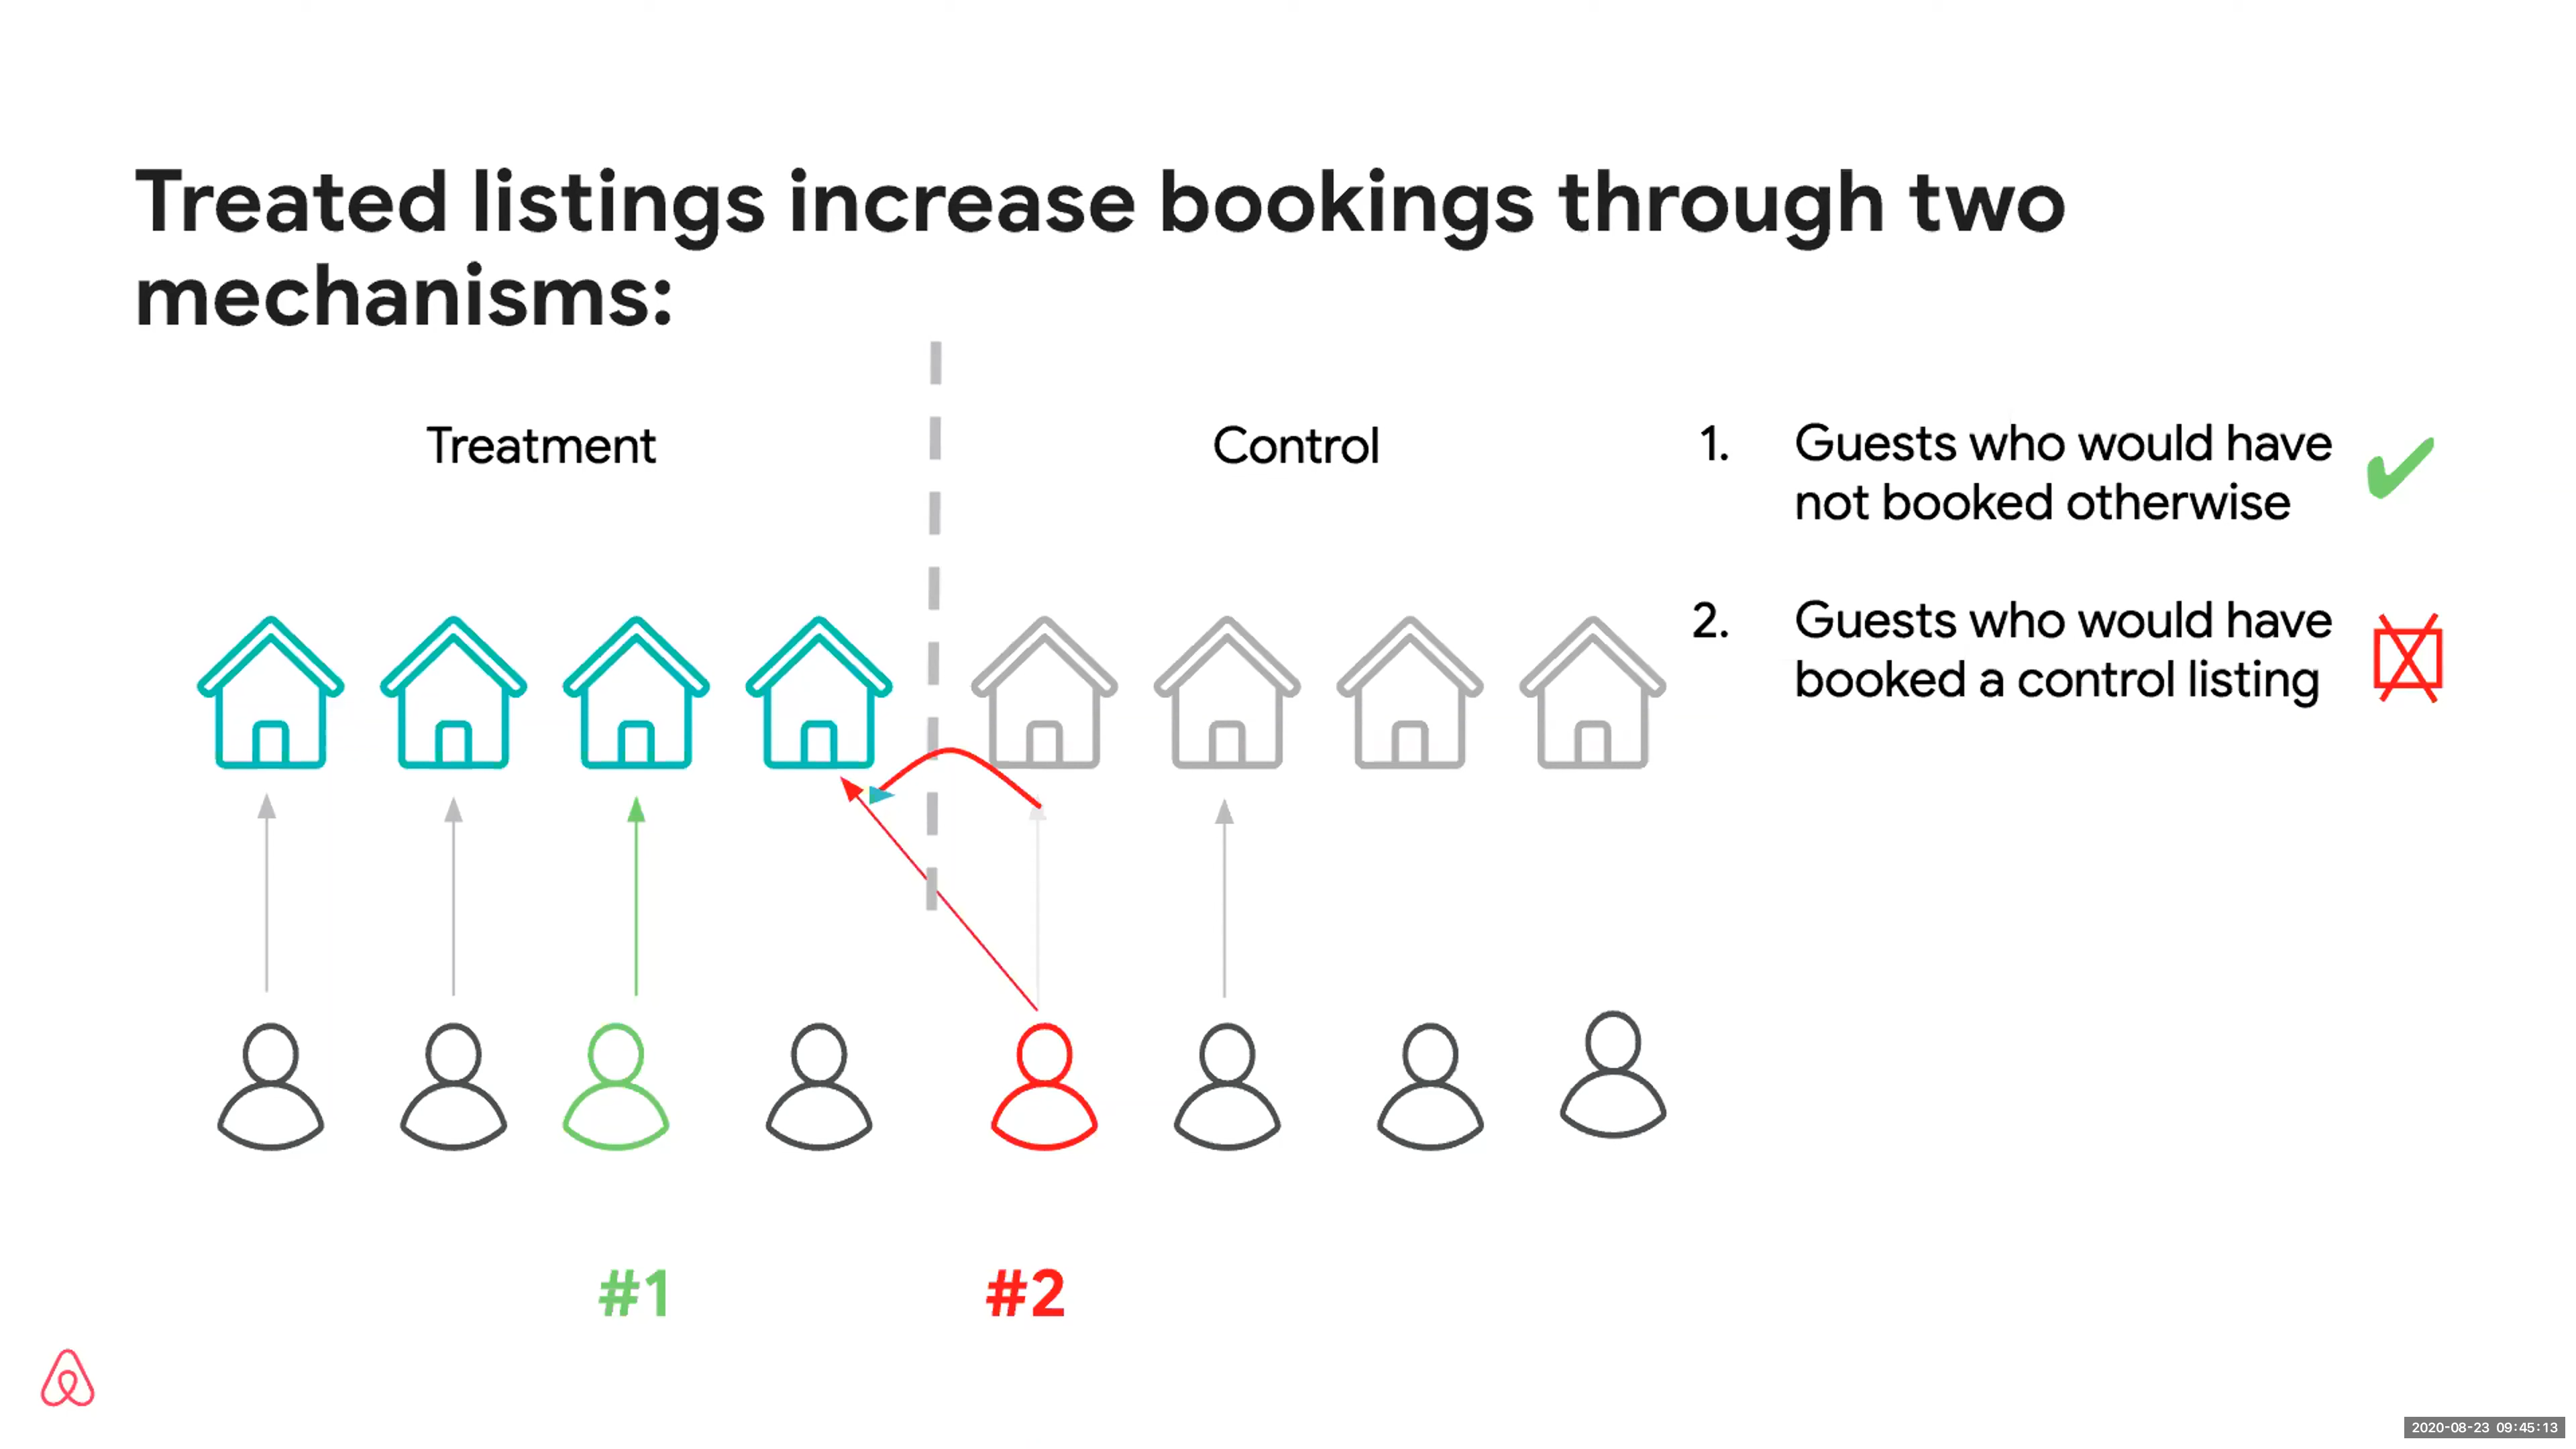 Treated listings increase bookings through two
mechanisms:
Treatment
Control
1. Guests who would have
not booked otherwise
2. Guests who would have
booked a control listing
#1
#2
2020-08-23 09:45:13